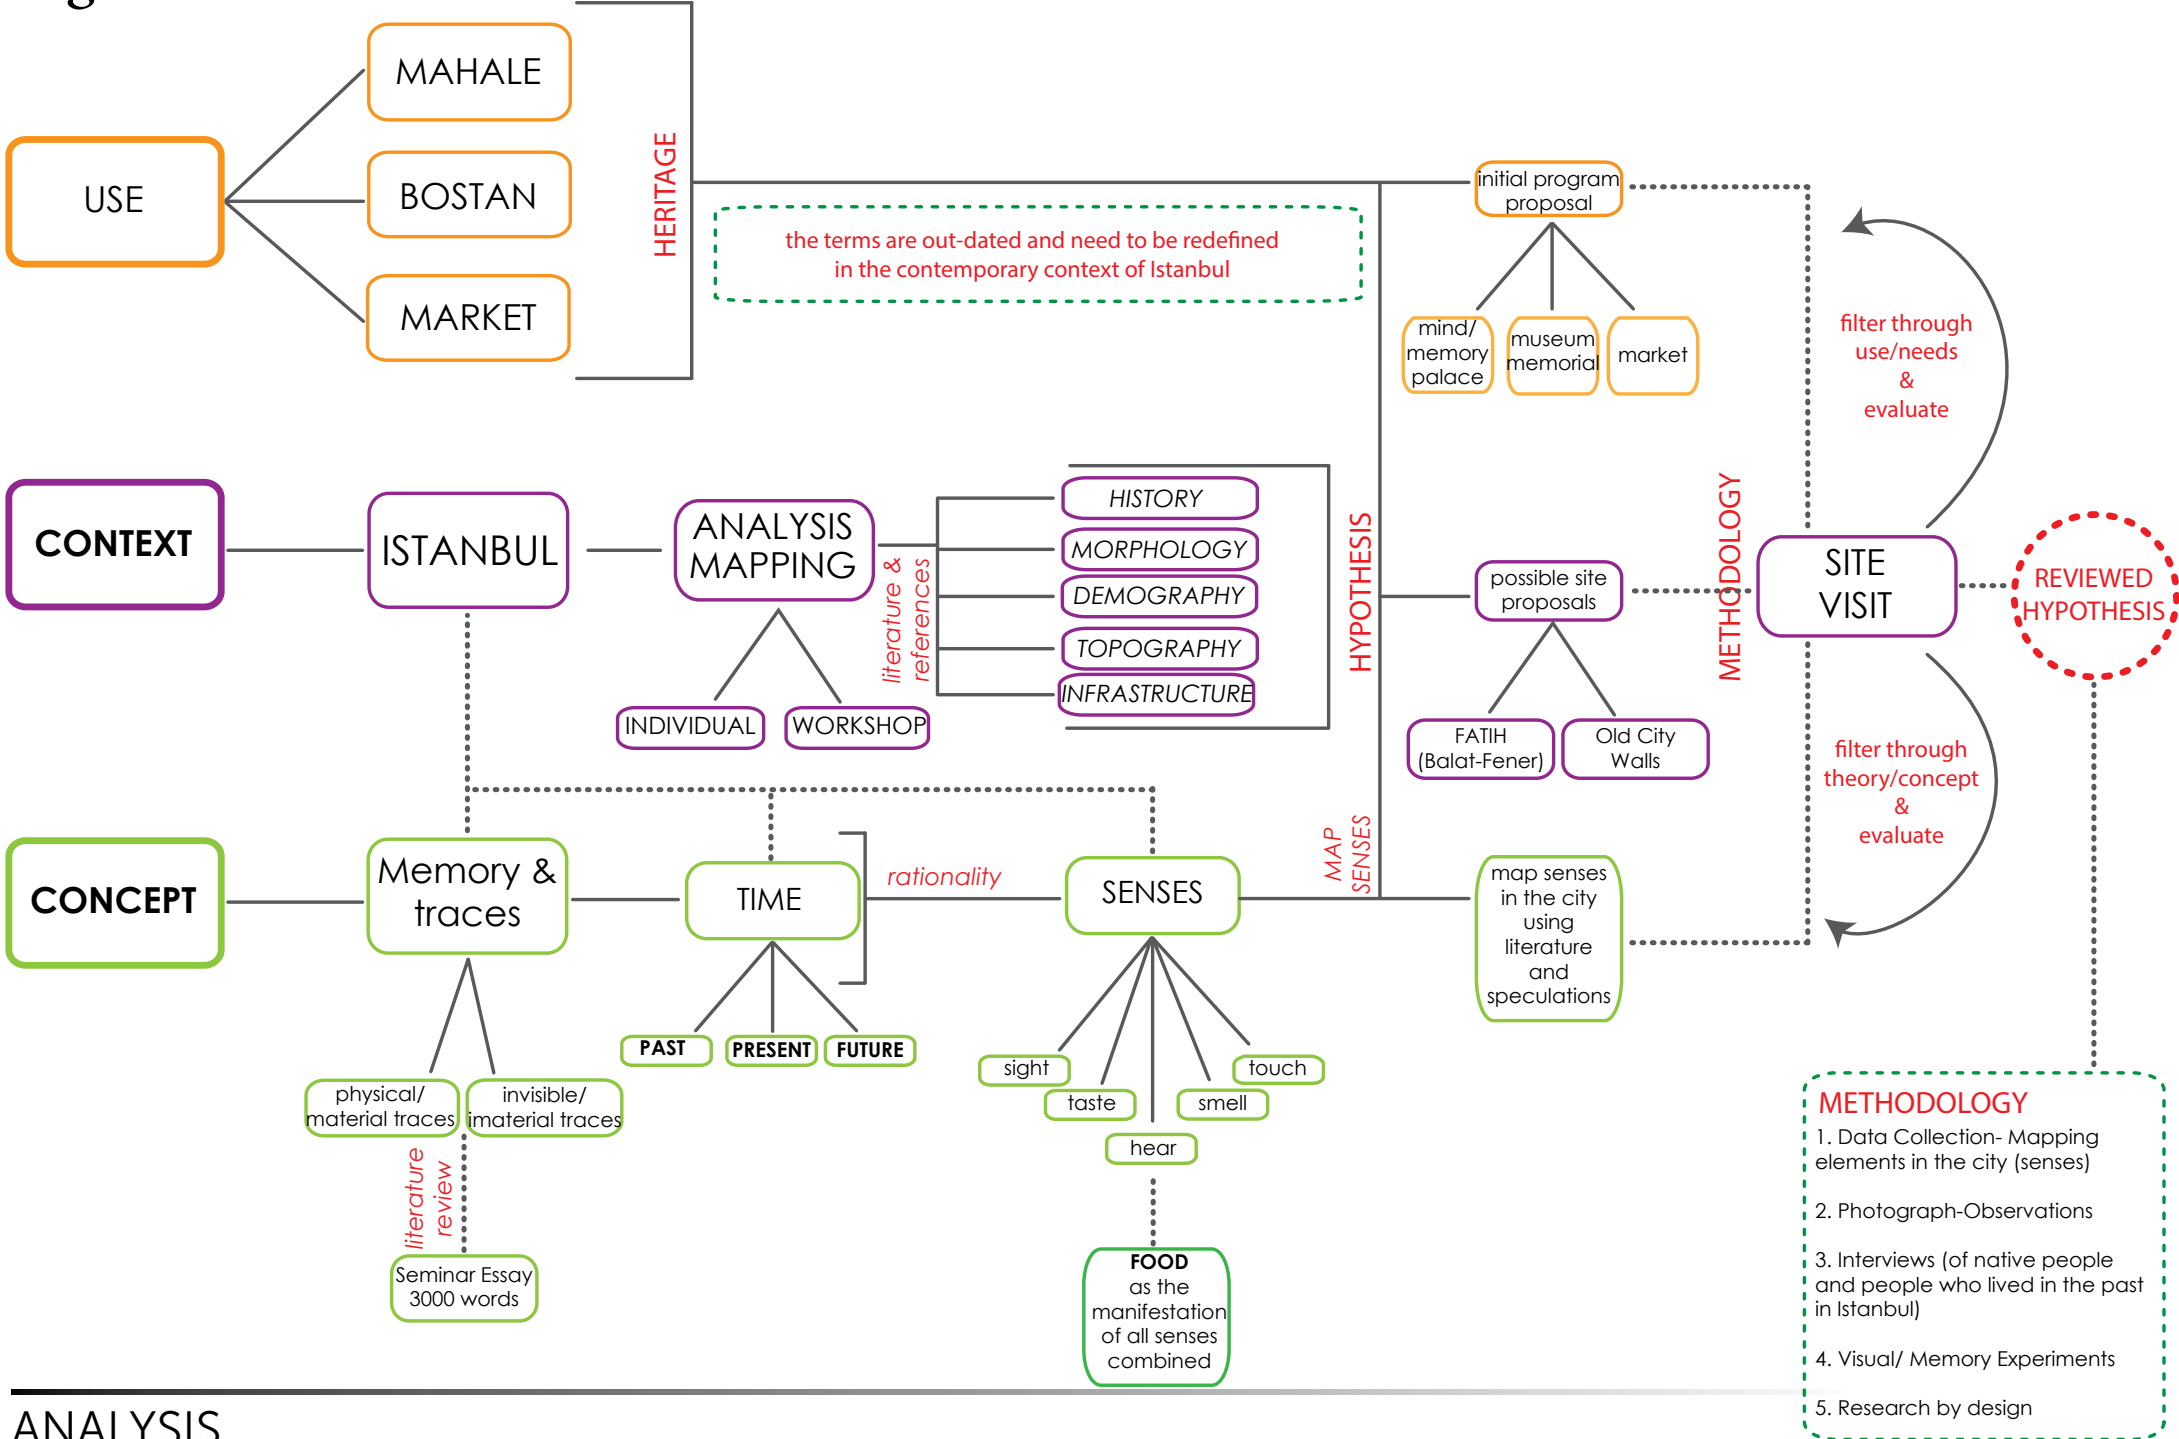 USE
MAHALE
BOSTAN
MARKET
HERITAGE
the terms are out-dated and need to be redefined
in the contemporary context of Istanbul
initial program
proposal
mind/
memory
palace
museum
memorial
market
filter through
use/needs
&
evaluate
CONTEXT
ISTANBUL
ANALYSIS
MAPPING
INDIVIDUAL
WORKSHOP
literature &
references
HISTORY
MORPHOLOGY
DEMOGRAPHY
TOPOGRAPHY
INFRASTRUCTURE
HYPOTHESIS
possible site
proposals
FATIH
(Balat-Fener)
Old City
Walls
METHODOLOGY
SITE
VISIT
REVIEWED
HYPOTHESIS
filter through
theory/concept
&
evaluate
CONCEPT
Memory &
traces
physical/
material traces
invisible/
imaterial traces
literature
review
Seminar Essay
3000 words
TIME
PAST
PRESENT
FUTURE
rationality
SENSES
sight
taste
hear
smell
touch
FOOD
as the
manifestation
of all senses
combined
MAP
SENSES
map senses
in the city
using
literature
and
speculations
METHODOLOGY
1. Data Collection- Mapping
elements in the city (senses)
2. Photograph-Observations
3. Interviews (of native people
and people who lived in the past
in Istanbul)
4. Visual/ Memory Experiments
5. Research by design
ANALYSIS